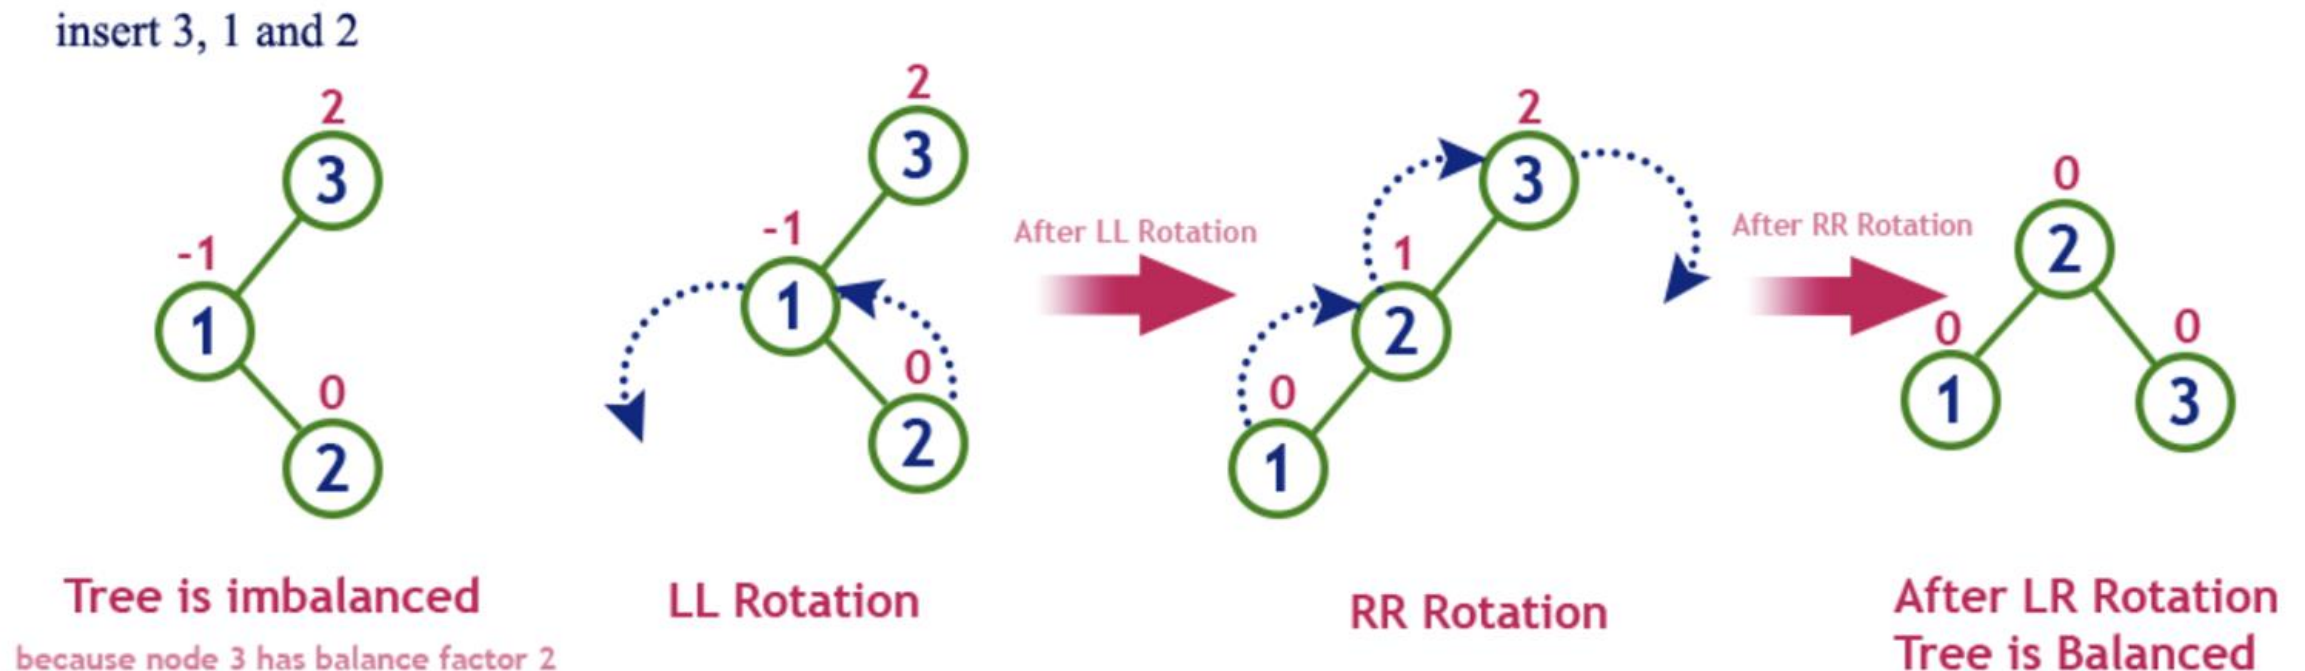 insert 3, 1 and 2
2
3
-1
1
0
2
Tree is imbalanced
because node 3 has balance factor 2
2
3
-1
1
0
2
LL Rotation
After LL Rotation
2
3
1
2
0
1
RR Rotation
After RR Rotation
0
2
0
1
0
3
After LR Rotation
Tree is Balanced